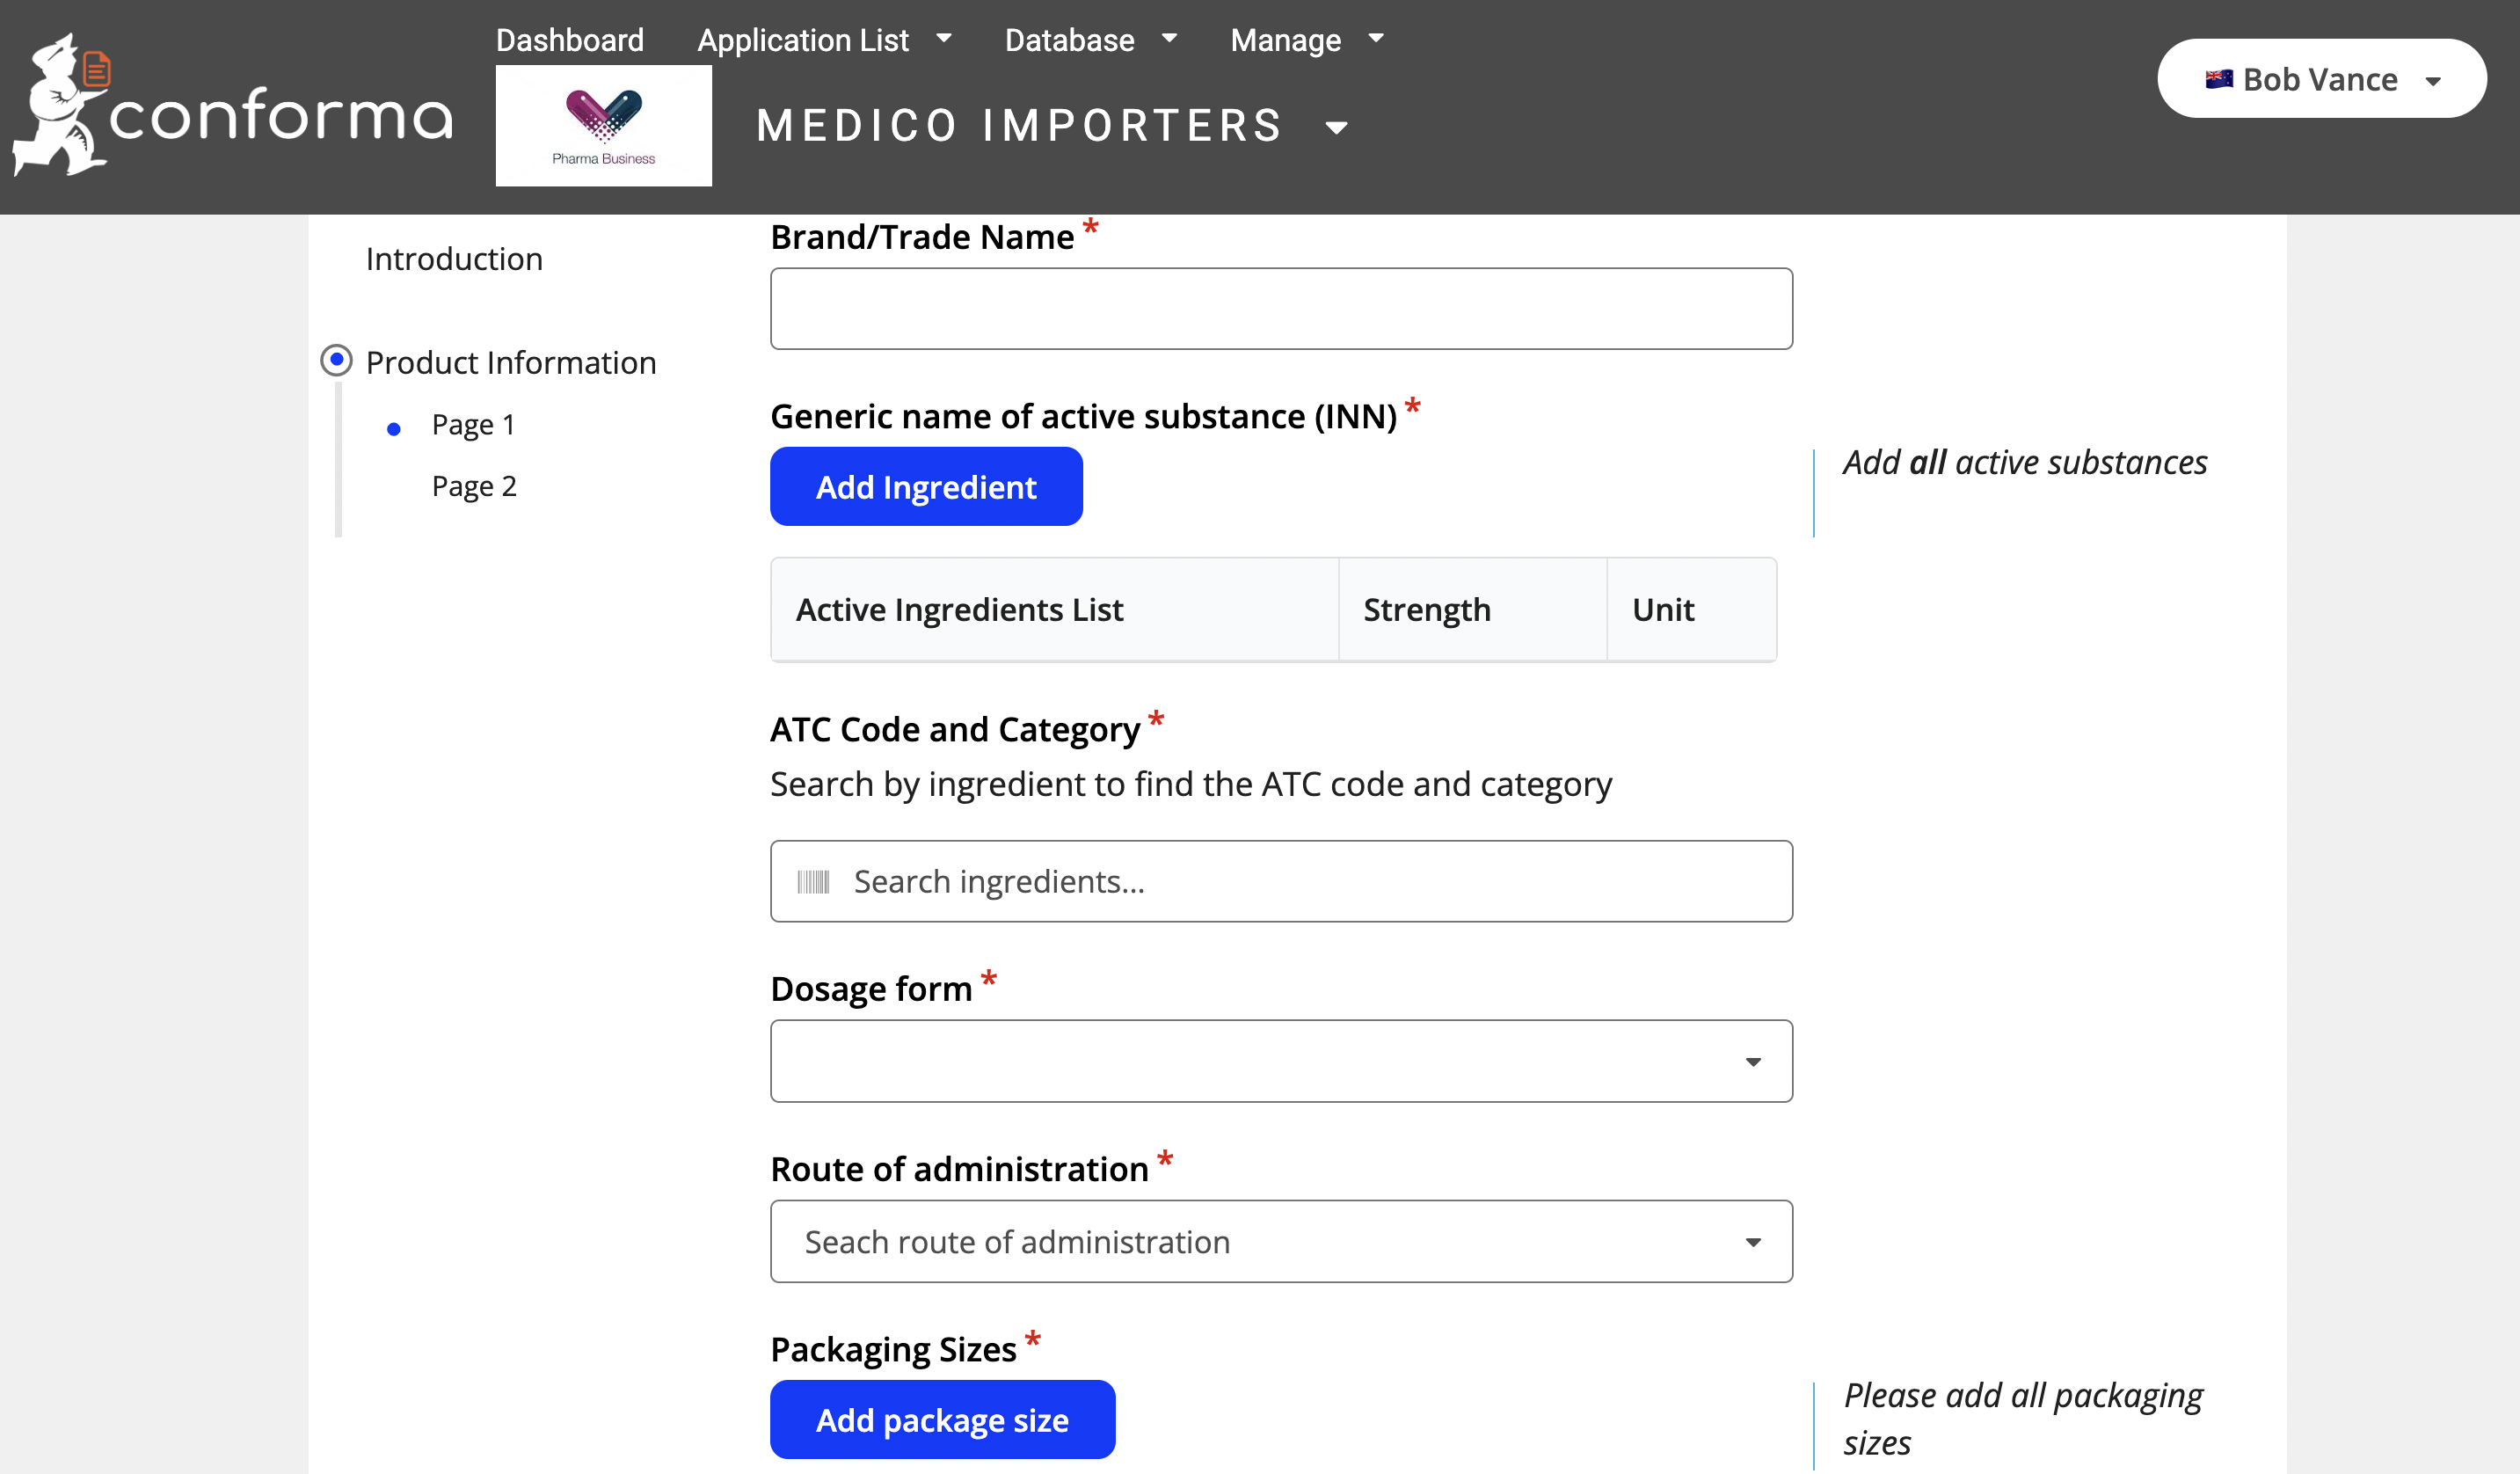 Dashboard Application List Database Manage
conforma
Pharma Business
MEDICO IMPORTERS
Bob Vance
Introduction
Product Information
Page 1
Page 2
Brand/Trade Name *
Generic name of active substance (INN) *
Add Ingredient
Add all active substances
Active Ingredients List Strength Unit
ATC Code and Category *
Search by ingredient to find the ATC code and category
Search ingredients...
Dosage form *
Route of administration *
Seach route of administration
Packaging Sizes *
Add package size
Please add all packaging
sizes